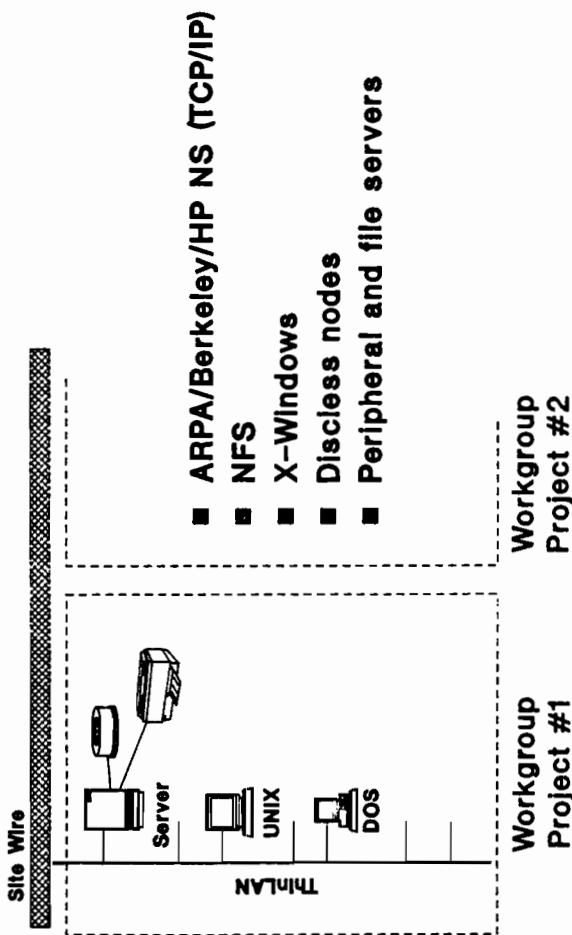 Site Wire
ThinLAN
Server
UNIX
DOS
Workgroup
Project #1
Workgroup
Project #2
ARPA/Berkeley/HP NS (TCP/IP)
NFS
X-Windows
Discless nodes
Peripheral and file servers